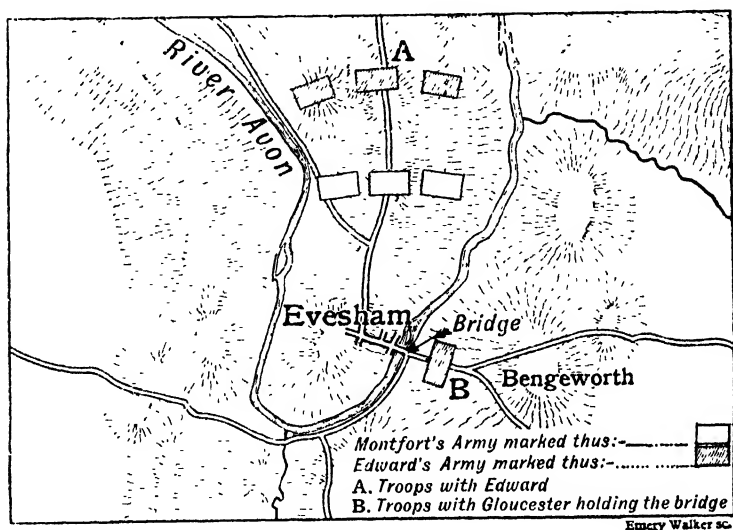 A
River Avon
Evesham
Bridge
B
Bengeworth
Montfort's Army marked thus:-
Edward's Army marked thus:-
A. Troops with Edward
B. Troops with Gloucester holding the bridge
Emery Walker sc.